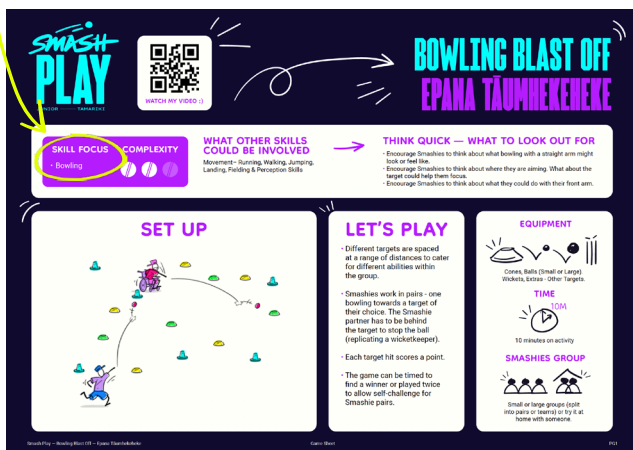 SMASH
PLAY
JUNIOR TAMARIKI
WATCH MY VIDEO :)
BOWLING BLAST OFF
EPANA TĀUMHEKEHEKE
SKILL FOCUS
• Bowling
COMPLEXITY
WHAT OTHER SKILLS
COULD BE INVOLVED
Movement– Running, Walking, Jumping,
Landing, Fielding & Perception Skills
THINK QUICK — WHAT TO LOOK OUT FOR
• Encourage Smashies to think about what bowling with a straight arm might
look or feel like.
• Encourage Smashies to think about where they are aiming. What about the
target could help them focus.
• Encourage Smashies to think about what they could do with their front arm.
SET UP
LET'S PLAY
• Different targets are spaced
at a range of distances to cater
for different abilities within
the group.
• Smashies work in pairs - one
bowling towards a target of
their choice. The Smashie
partner has to be behind
the target to stop the ball
(replicating a wicketkeeper).
• Each target hit scores a point.
• The game can be timed to
find a winner or played twice
to allow self-challenge for
Smashie pairs.
EQUIPMENT
Cones, Balls (Small or Large).
Wickets, Extras - Other Targets.
TIME
10M
10 minutes on activity
SMASHIES GROUP
Small or large groups (split
into pairs or teams) or try it at
home with someone
Smash Play — Bowling Blast Off — Epana Tāumhekeheke
Game Sheet
PG1